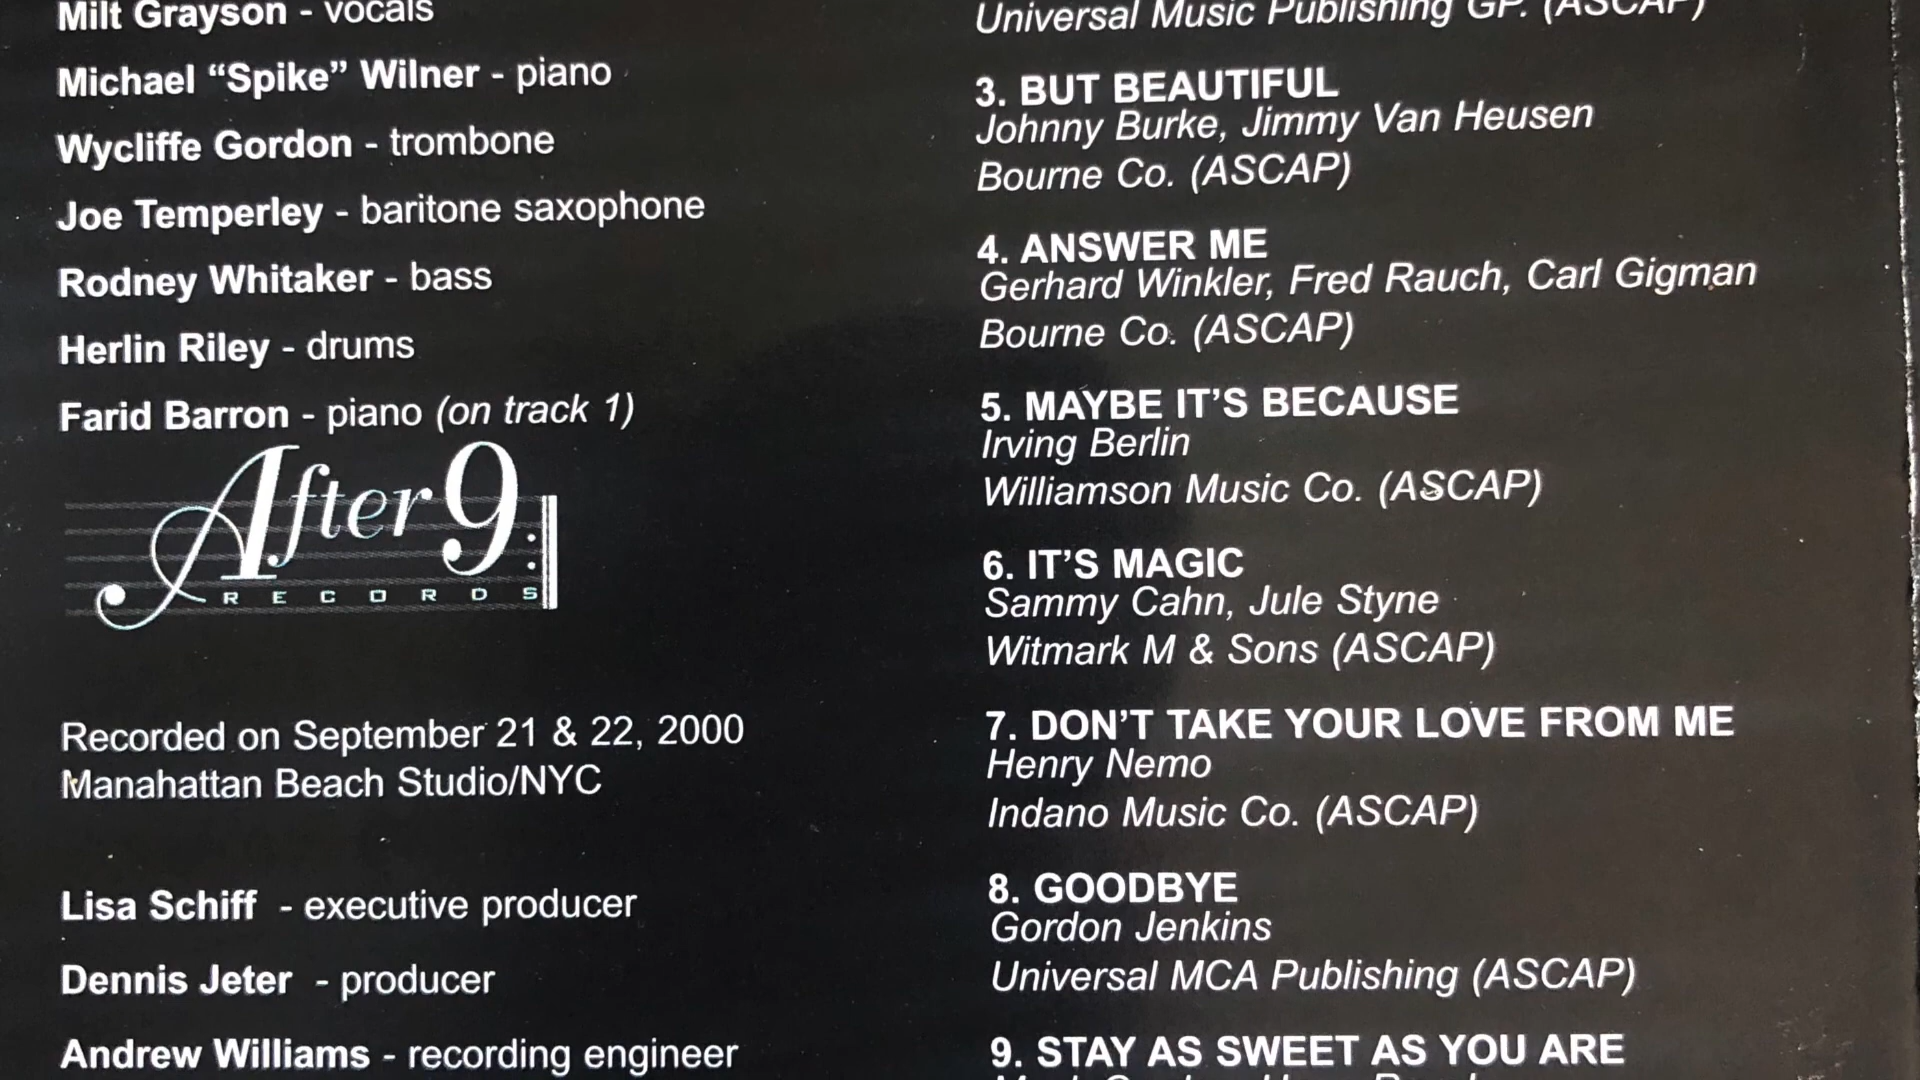 Milt Grayson - vocals
Michael “Spike” Wilner - piano
Wycliffe Gordon - trombone
Joe Temperley - baritone saxophone
Rodney Whitaker - bass
Herlin Riley - drums
Farid Barron - piano (on track 1)
After 9
RECORDS
Recorded on September 21 & 22, 2000
Manahattan Beach Studio/NYC
Lisa Schiff - executive producer
Dennis Jeter - producer
Andrew Williams - recording engineer
Universal Music Publishing GP. (ASCAP)
3. BUT BEAUTIFUL
Johnny Burke, Jimmy Van Heusen
Bourne Co. (ASCAP)
4. ANSWER ME
Gerhard Winkler, Fred Rauch, Carl Gigman
Bourne Co. (ASCAP)
5. MAYBE IT’S BECAUSE
Irving Berlin
Williamson Music Co. (ASCAP)
6. IT’S MAGIC
Sammy Cahn, Jule Styne
Witmark M & Sons (ASCAP)
7. DON’T TAKE YOUR LOVE FROM ME
Henry Nemo
Indano Music Co. (ASCAP)
8. GOODBYE
Gordon Jenkins
Universal MCA Publishing (ASCAP)
9. STAY AS SWEET AS YOU ARE